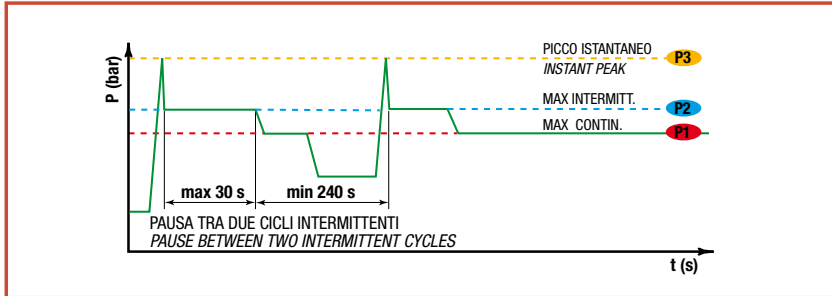 P (bar)
PICCO ISTANTANEO
INSTANT PEAK
P3
MAX INTERMITT.
P2
MAX CONTIN.
P1
max 30 s
min 240 s
PAUSA TRA DUE CICLI INTERMITTENTI
PAUSE BETWEEN TWO INTERMITTENT CYCLES
t (s)